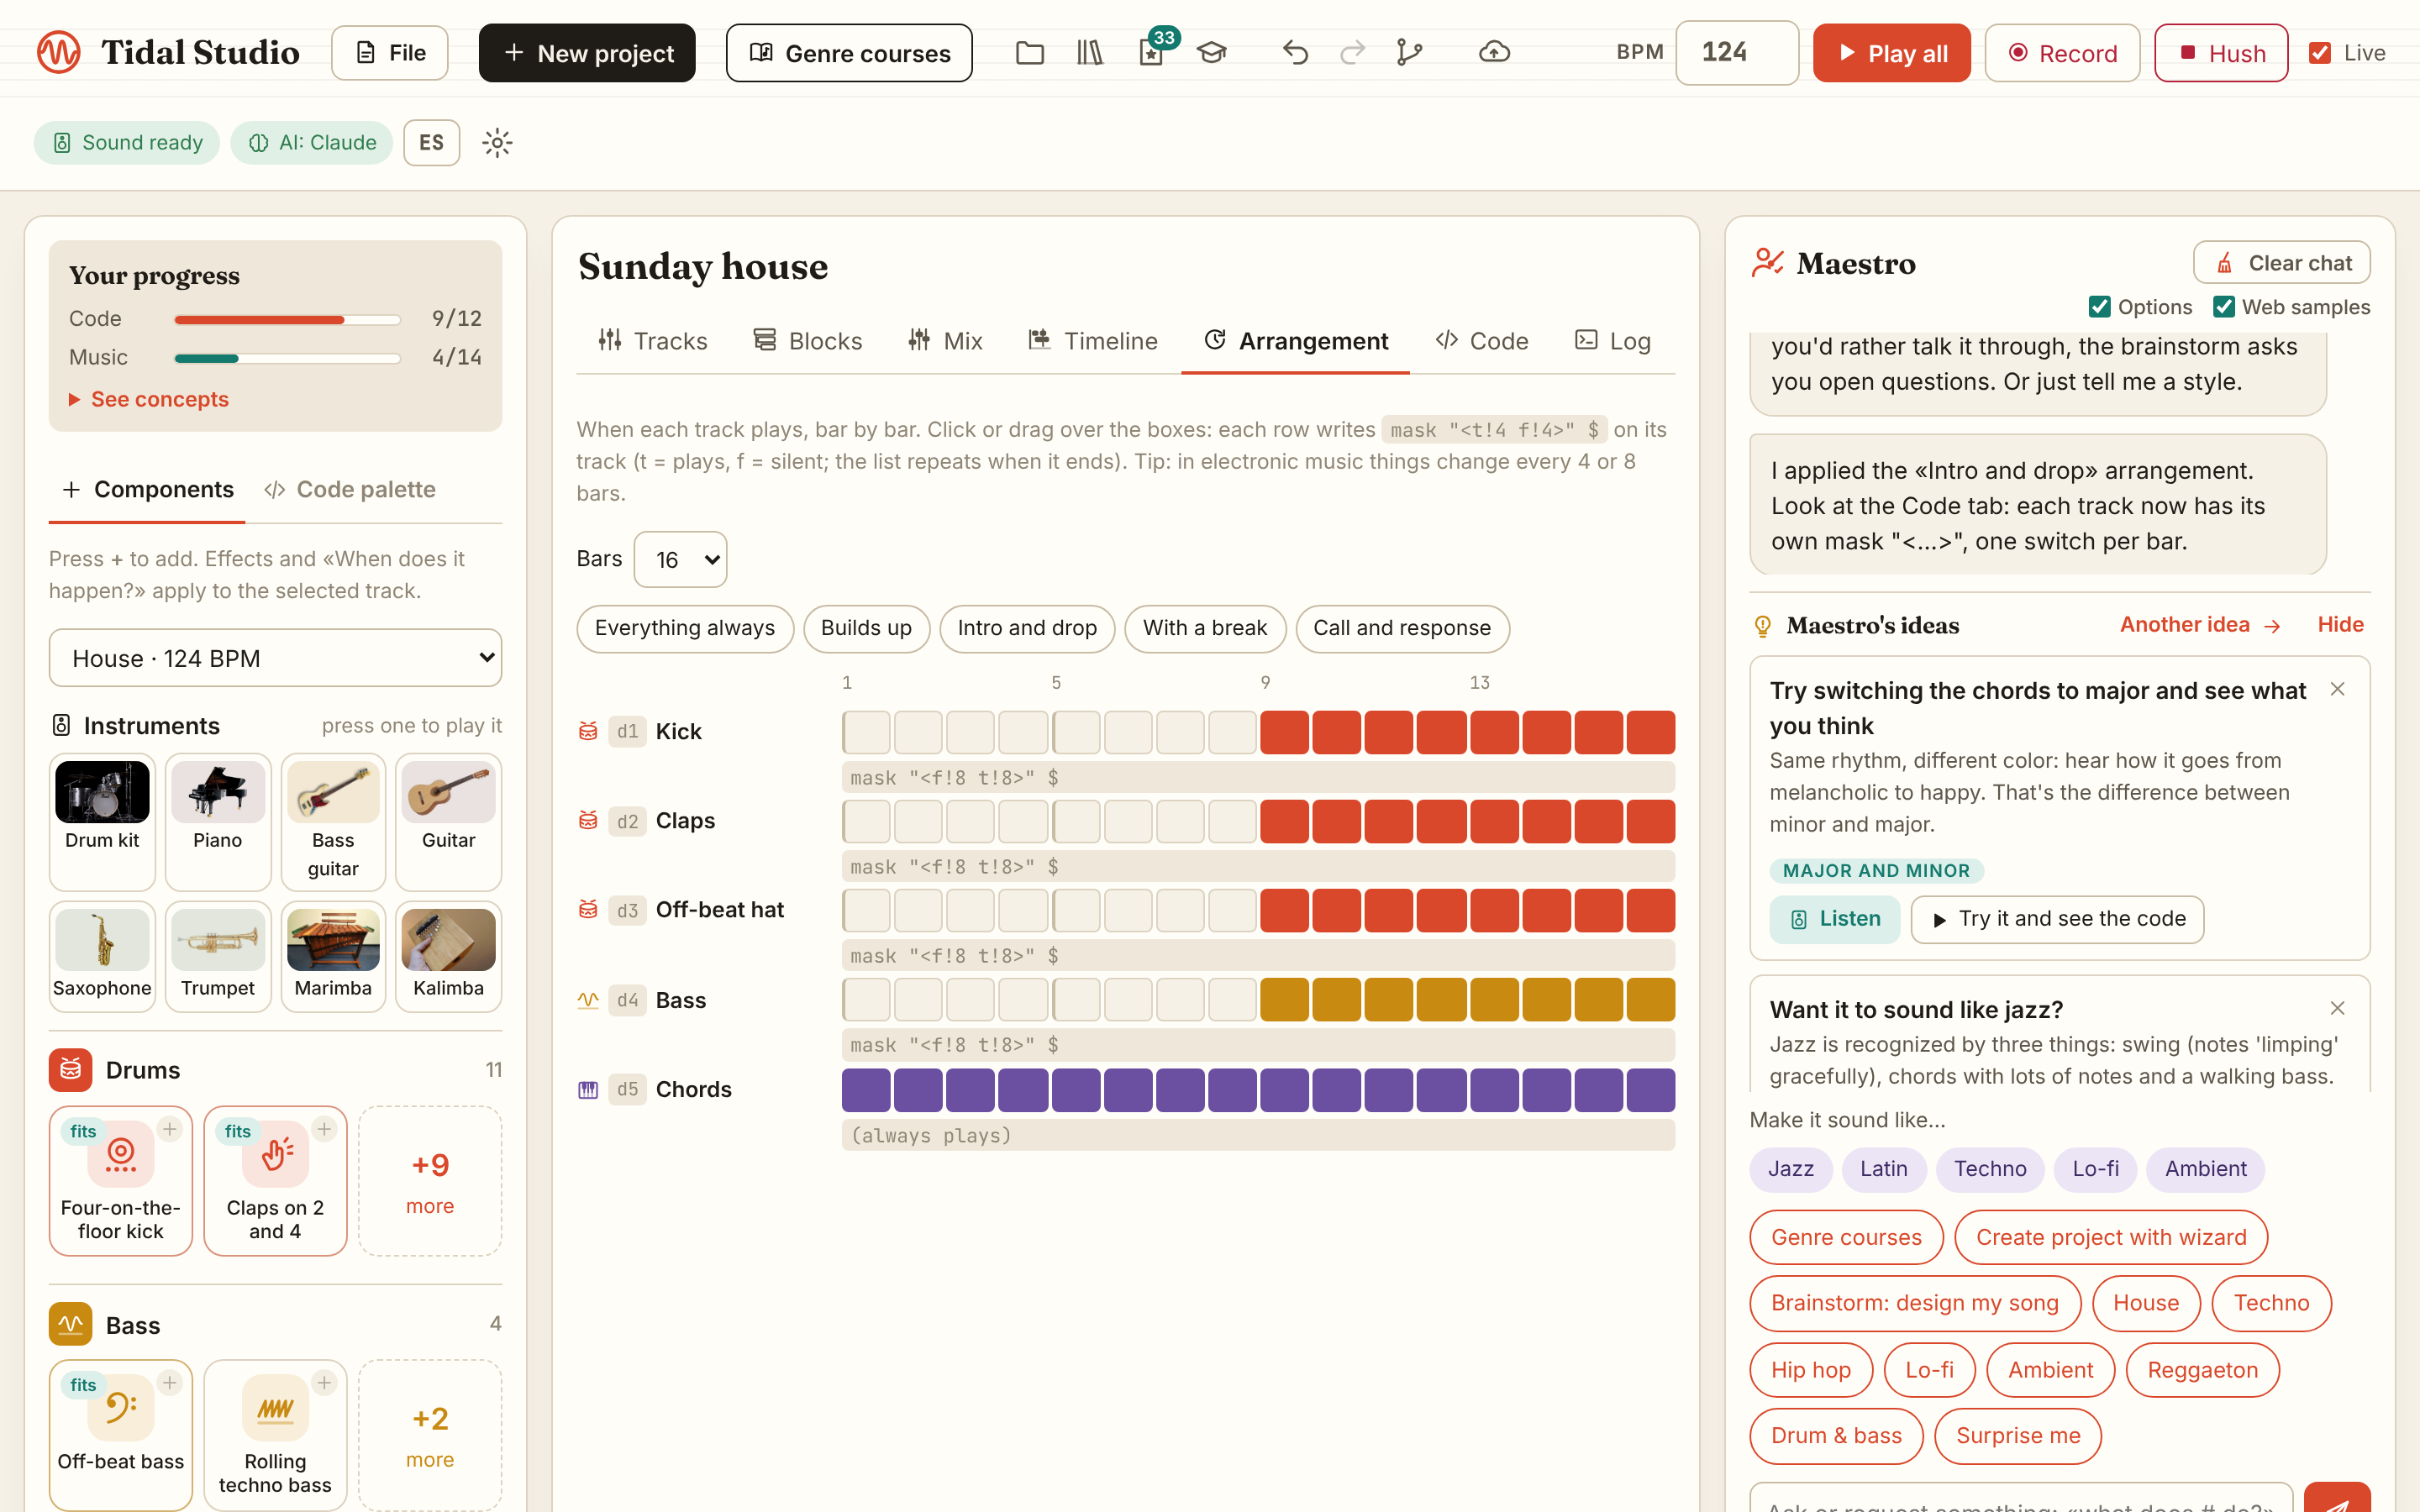 Tidal Studio
File
New project
Genre courses
33
BPM
124
Play all
Record
Hush
Live
Sound ready
AI: Claude
ES
Your progress
Code 9/12
Music 4/14
See concepts
Components
Code palette
Press + to add. Effects and «When does it
happen?» apply to the selected track.
House · 124 BPM
Instruments
press one to play it
Drum kit
Piano
Bass
guitar
Guitar
Saxophone
Trumpet
Marimba
Kalimba
Drums
11
fits
Four-on-the-
floor kick
fits
Claps on 2
and 4
+9
more
Bass
4
fits
Off-beat bass
Rolling
techno bass
+2
more
Sunday house
Tracks
Blocks
Mix
Timeline
Arrangement
Code
Log
When each track plays, bar by bar. Click or drag over the boxes: each row writes mask "<t!4 f!4>" $ on its
track (t = plays, f = silent; the list repeats when it ends). Tip: in electronic music things change every 4 or 8
bars.
Bars
16
Everything always
Builds up
Intro and drop
With a break
Call and response
1
5
9
13
d1 Kick
mask "<f!8 t!8>" $
d2 Claps
mask "<f!8 t!8>" $
d3 Off-beat hat
mask "<f!8 t!8>" $
d4 Bass
mask "<f!8 t!8>" $
d5 Chords
(always plays)
Maestro
Clear chat
Options
Web samples
you'd rather talk it through, the brainstorm asks
you open questions. Or just tell me a style.
I applied the «Intro and drop» arrangement.
Look at the Code tab: each track now has its
own mask "<...>", one switch per bar.
Maestro's ideas
Another idea →
Hide
Try switching the chords to major and see what
you think
Same rhythm, different color: hear how it goes from
melancholic to happy. That's the difference between
minor and major.
MAJOR AND MINOR
Listen
Try it and see the code
Want it to sound like jazz?
Jazz is recognized by three things: swing (notes 'limping'
gracefully), chords with lots of notes and a walking bass.
Make it sound like...
Jazz
Latin
Techno
Lo-fi
Ambient
Genre courses
Create project with wizard
Brainstorm: design my song
House
Techno
Hip hop
Lo-fi
Ambient
Reggaeton
Drum & bass
Surprise me
Ask or request something: «what does # do?»